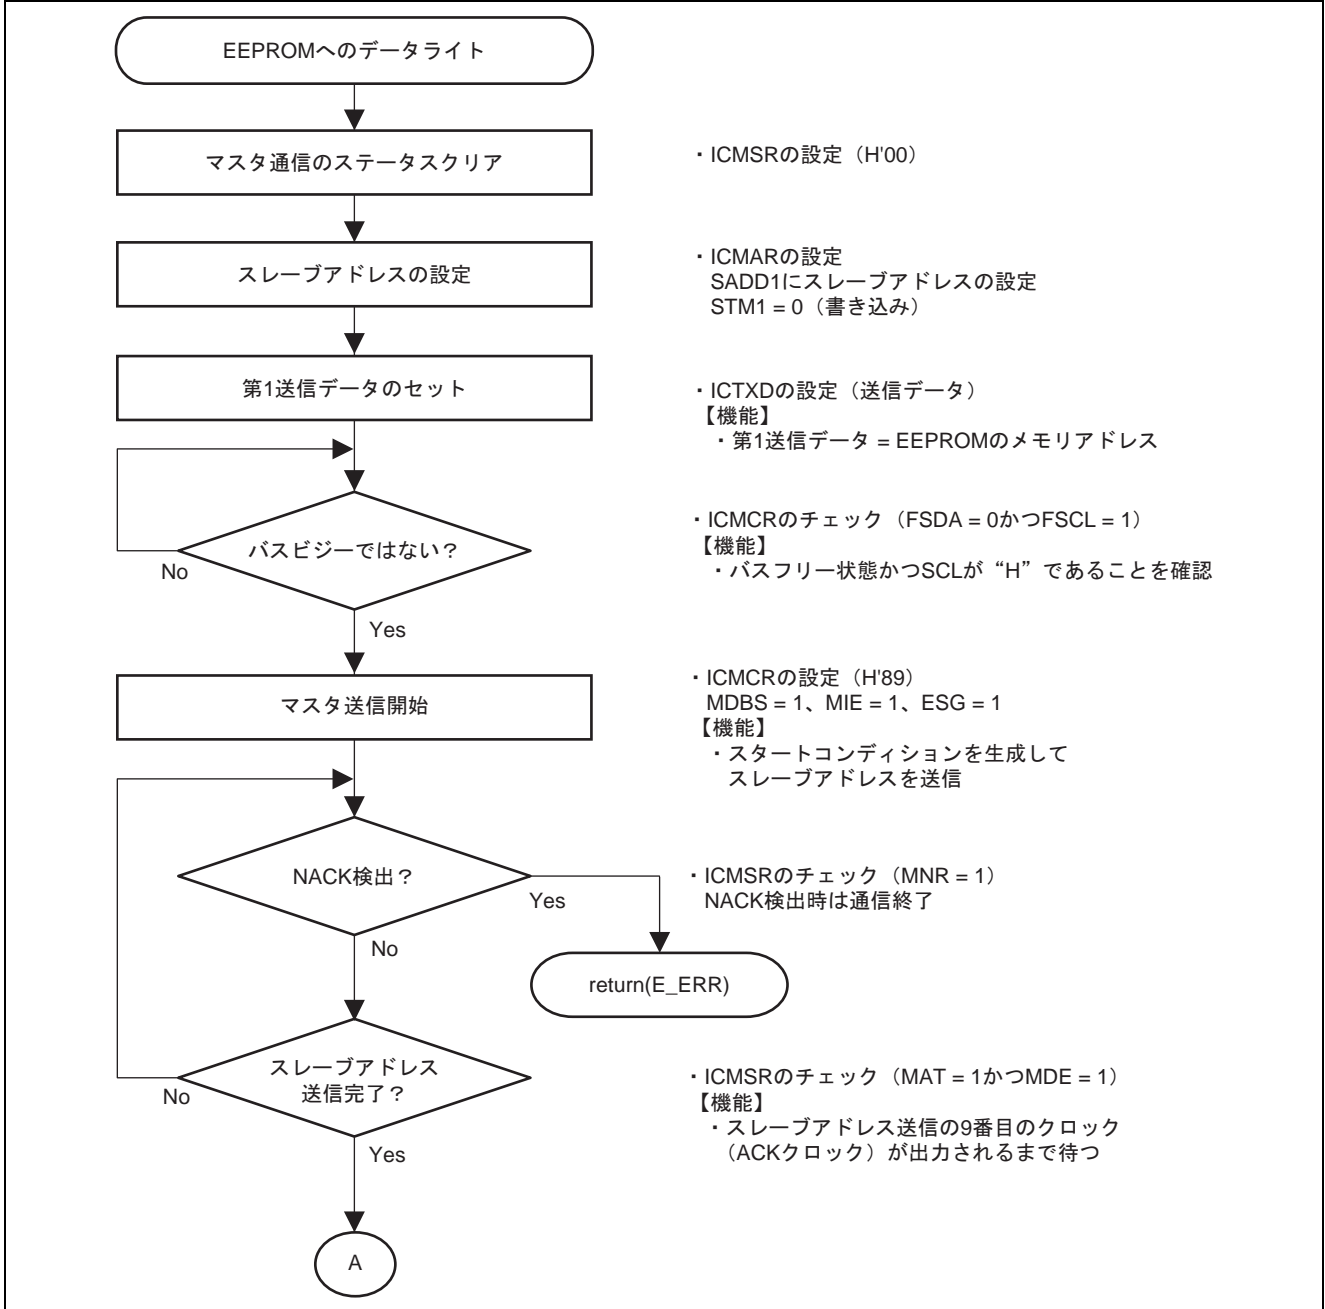 EEPROMへのデータライト
マスタ通信のステータスクリア
・ICMSRの設定（H'00）
スレーブアドレスの設定
・ICMARの設定
SADD1にスレーブアドレスの設定
STM1 = 0（書き込み）
第1送信データのセット
・ICTXDの設定（送信データ）
【機能】
・第1送信データ = EEPROMのメモリアドレス
バスビジーではない？
No
Yes
・ICMCRのチェック（FSDA = 0かつFSCL = 1）
【機能】
・バスフリー状態かつSCLが“H”であることを確認
マスタ送信開始
・ICMCRの設定（H'89）
MDBS = 1、MIE = 1、ESG = 1
【機能】
・スタートコンディションを生成して
スレーブアドレスを送信
NACK検出？
Yes
No
・ICMSRのチェック（MNR = 1）
NACK検出時は通信終了
return(E_ERR)
スレーブアドレス
送信完了？
No
Yes
・ICMSRのチェック（MAT = 1かつMDE = 1）
【機能】
・スレーブアドレス送信の9番目のクロック
（ACKクロック）が出力されるまで待つ
A